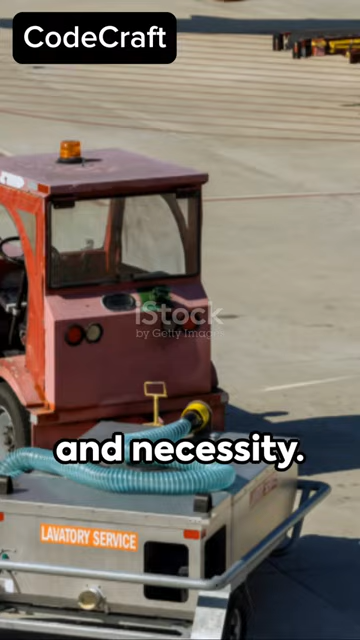 CodeCraft
iStock
by Getty Images
and necessity.
LAVATORY SERVICE